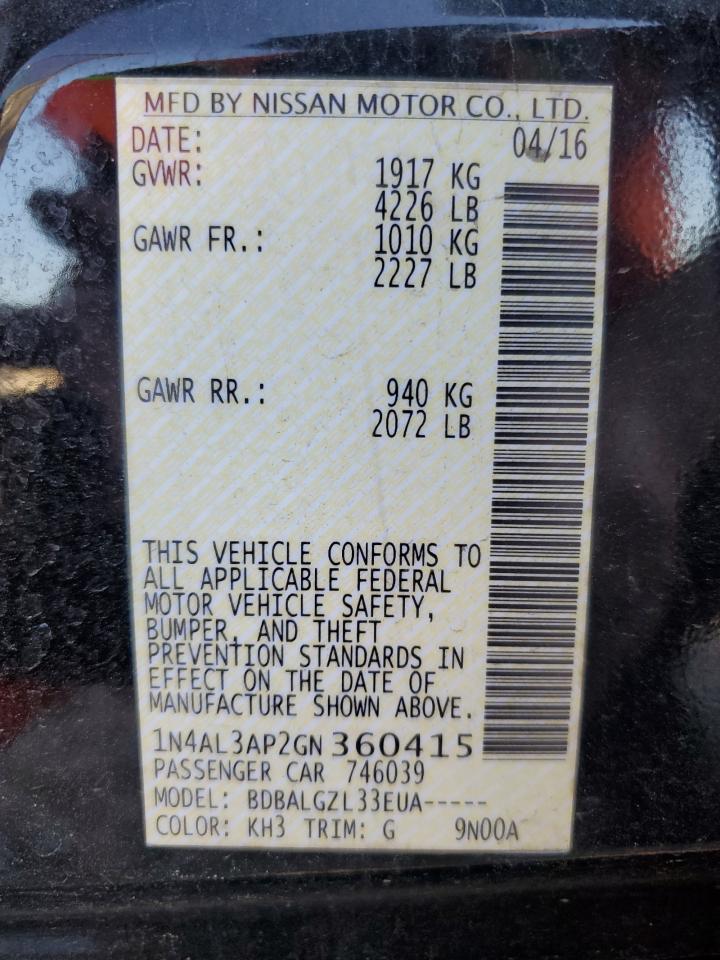 MFD BY NISSAN MOTOR CO., LTD.
DATE: 04/16
GVWR: 1917 KG
4226 LB
GAWR FR.: 1010 KG
2227 LB
GAWR RR.: 940 KG
2072 LB
THIS VEHICLE CONFORMS TO
ALL APPLICABLE FEDERAL
MOTOR VEHICLE SAFETY,
BUMPER, AND THEFT
PREVENTION STANDARDS IN
EFFECT ON THE DATE OF
MANUFACTURE SHOWN ABOVE.
1N4AL3AP2GN360415
PASSENGER CAR 746039
MODEL: BDBALGZL33EUA-----
COLOR: KH3 TRIM: G 9N00A